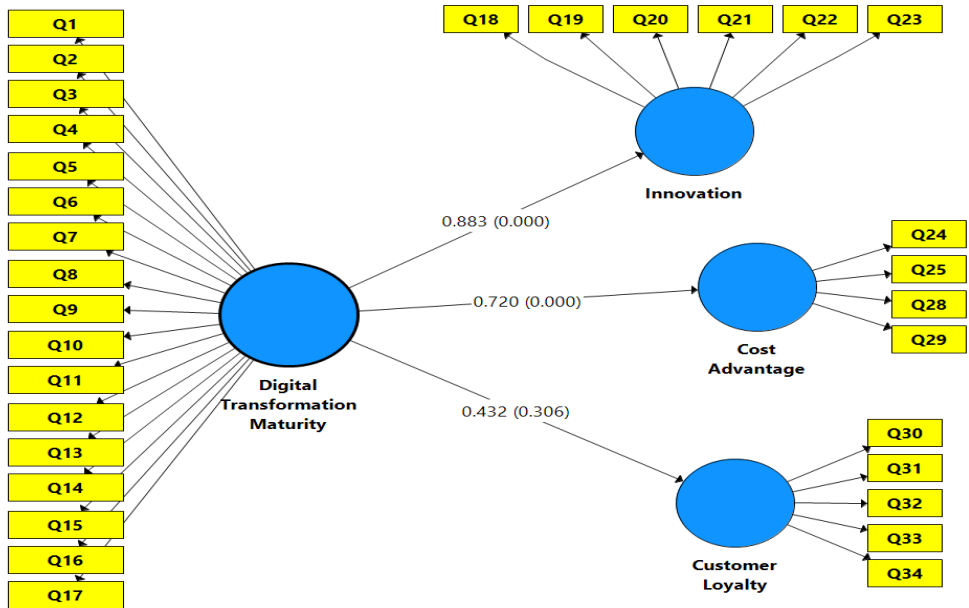 Q1
Q2
Q3
Q4
Q5
Q6
Q7
Q8
Q9
Q10
Q11
Q12
Q13
Q14
Q15
Q16
Q17
Digital
Transformation
Maturity
0.883 (0.000)
0.720 (0.000)
0.432 (0.306)
Q18
Q19
Q20
Q21
Q22
Q23
Innovation
Cost
Advantage
Q24
Q25
Q28
Q29
Customer
Loyalty
Q30
Q31
Q32
Q33
Q34